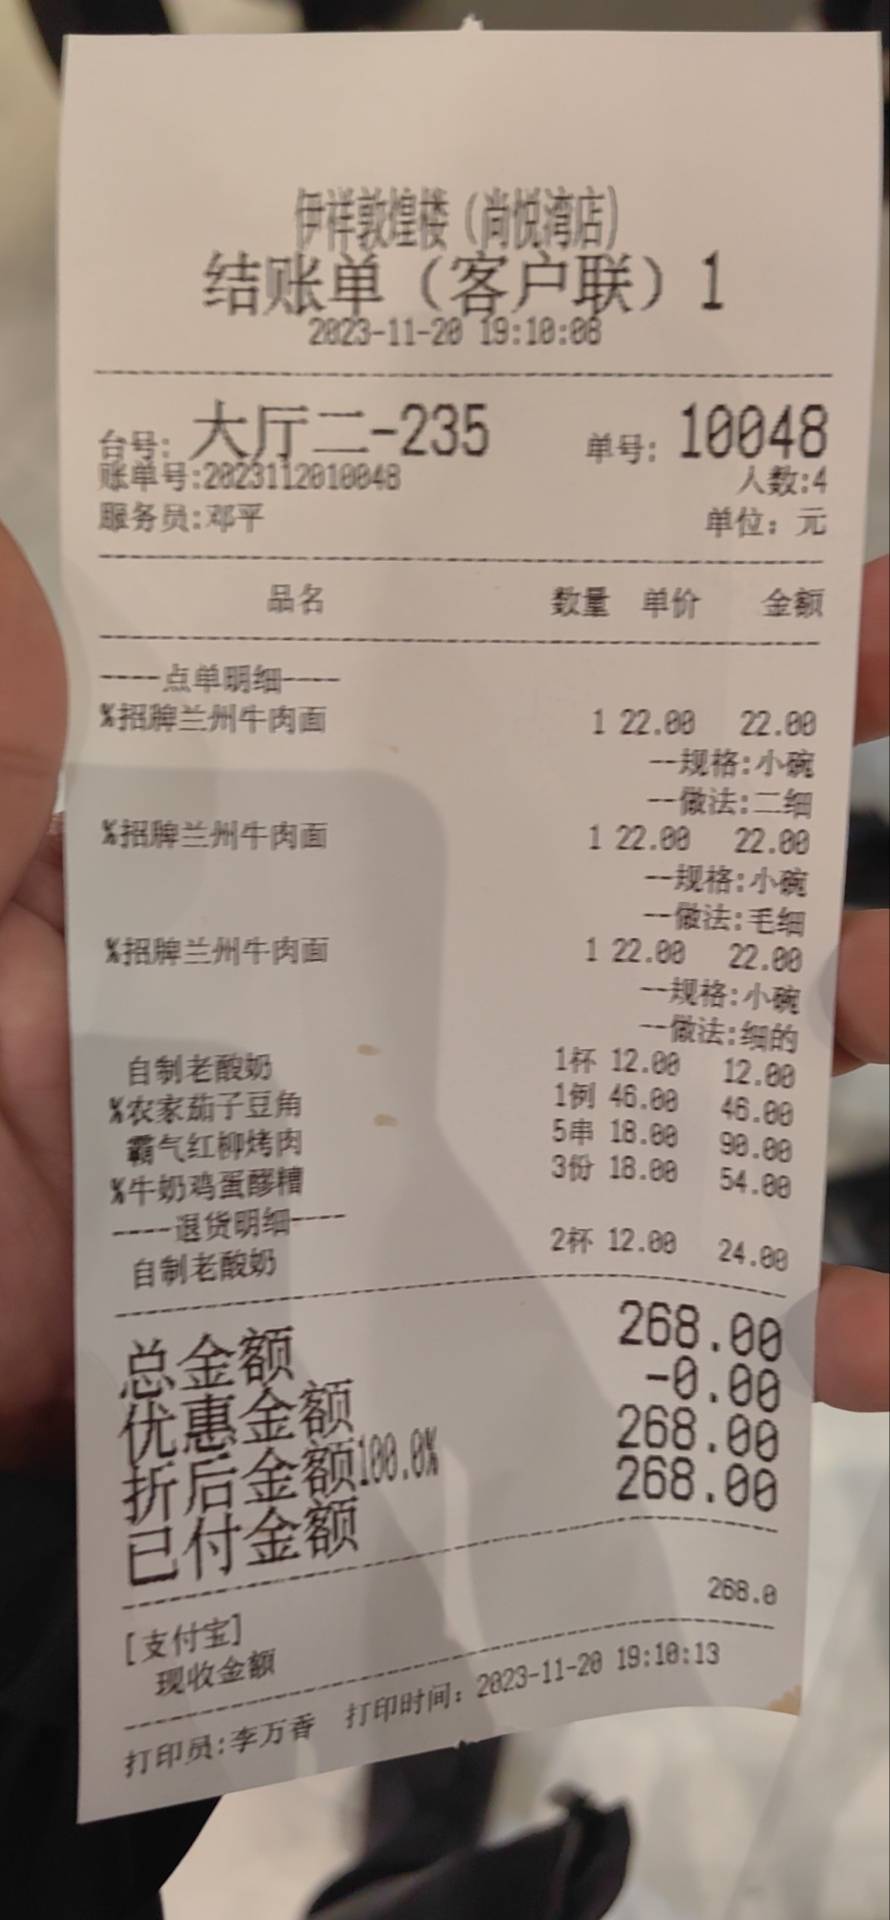 伊祥敦煌楼（尚悦湾店）
结账单（客户联）1
2023-11-20 19:10:08
台号: 大厅二-235 单号: 10048
账单号:2023112010048 人数:4
服务员:邓平 单位: 元
品名 数量 单价 金额
----点单明细----
%招牌兰州牛肉面 1 22.00 22.00
--规格:小碗
--做法:二细
%招牌兰州牛肉面 1 22.00 22.00
--规格:小碗
--做法:毛细
%招牌兰州牛肉面 1 22.00 22.00
--规格:小碗
--做法:细的
自制老酸奶 1杯 12.00 12.00
%农家茄子豆角 1例 46.00 46.00
霸气红柳烤肉 5串 18.00 90.00
%牛奶鸡蛋醪糟 3份 18.00 54.00
----退货明细----
自制老酸奶 2杯 12.00 24.00
总金额 268.00
优惠金额 -0.00
折后金额100.0% 268.00
已付金额 268.00
[支付宝] 268.0
现收金额
打印员:李万香 打印时间: 2023-11-20 19:10:13